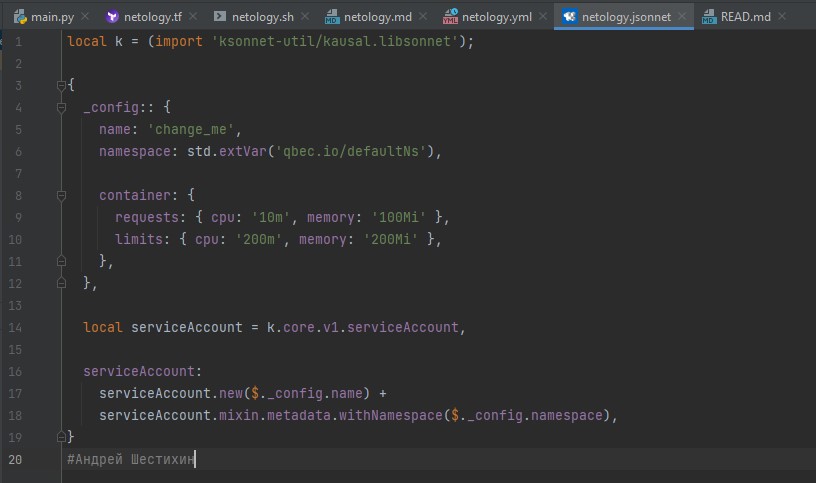 main.py netology.tf netology.sh netology.md netology.yml netology.jsonnet READ.md
1 local k = (import 'ksonnet-util/kausal.libsonnet');
2
3 {
4 _config:: {
5 name: 'change_me',
6 namespace: std.extVar('qbec.io/defaultNs'),
7
8 container: {
9 requests: { cpu: '10m', memory: '100Mi' },
10 limits: { cpu: '200m', memory: '200Mi' },
11 },
12 },
13
14 local serviceAccount = k.core.v1.serviceAccount,
15
16 serviceAccount:
17 serviceAccount.new($._config.name) +
18 serviceAccount.mixin.metadata.withNamespace($._config.namespace),
19 }
20 #Андрей Шестихин